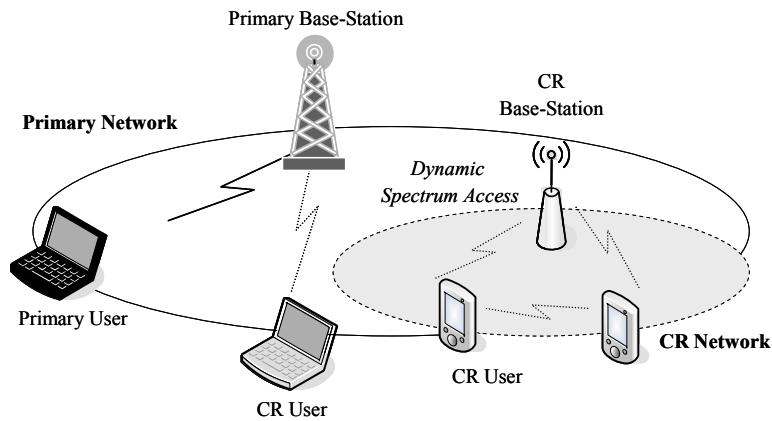 Primary Base-Station
CR
Base-Station
Primary Network
Dynamic
Spectrum Access
Primary User
CR Network
CR User
CR User